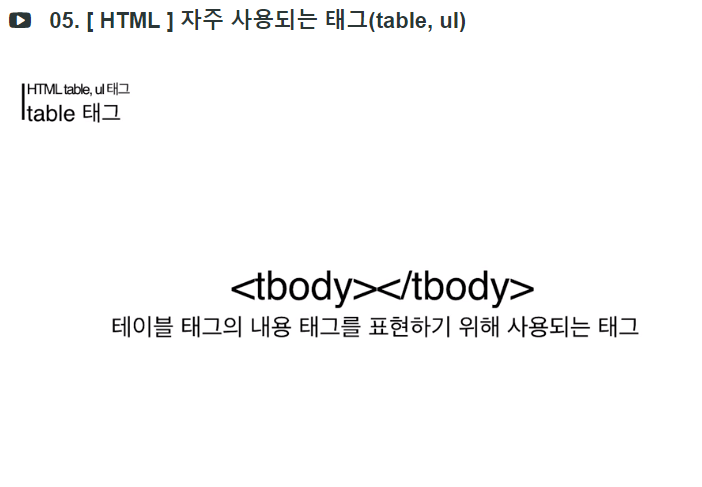 05. [ HTML ] 자주 사용되는 태그(table, ul)
HTML table, ul 태그
table 태그
<tbody></tbody>
테이블 태그의 내용 태그를 표현하기 위해 사용되는 태그